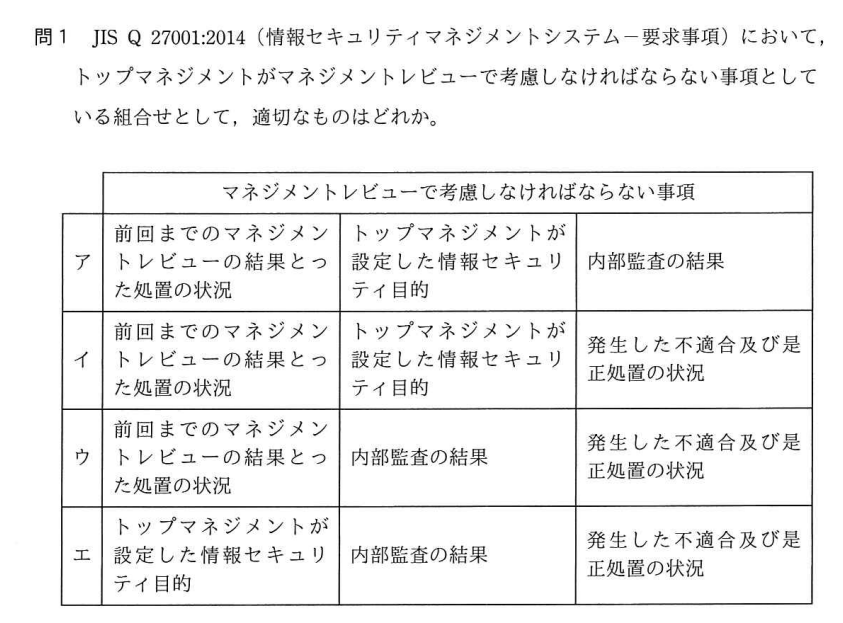 問1 JIS Q 27001:2014（情報セキュリティマネジメントシステム－要求事項）において，
トップマネジメントがマネジメントレビューで考慮しなければならない事項として
いる組合せとして，適切なものはどれか。
マネジメントレビューで考慮しなければならない事項
ア
前回までのマネジメン
トレビューの結果とっ
た処置の状況
トップマネジメントが
設定した情報セキュリ
ティ目的
内部監査の結果
イ
前回までのマネジメン
トレビューの結果とっ
た処置の状況
トップマネジメントが
設定した情報セキュリ
ティ目的
発生した不適合及び是
正処置の状況
ウ
前回までのマネジメン
トレビューの結果とっ
た処置の状況
内部監査の結果
発生した不適合及び是
正処置の状況
エ
トップマネジメントが
設定した情報セキュリ
ティ目的
内部監査の結果
発生した不適合及び是
正処置の状況